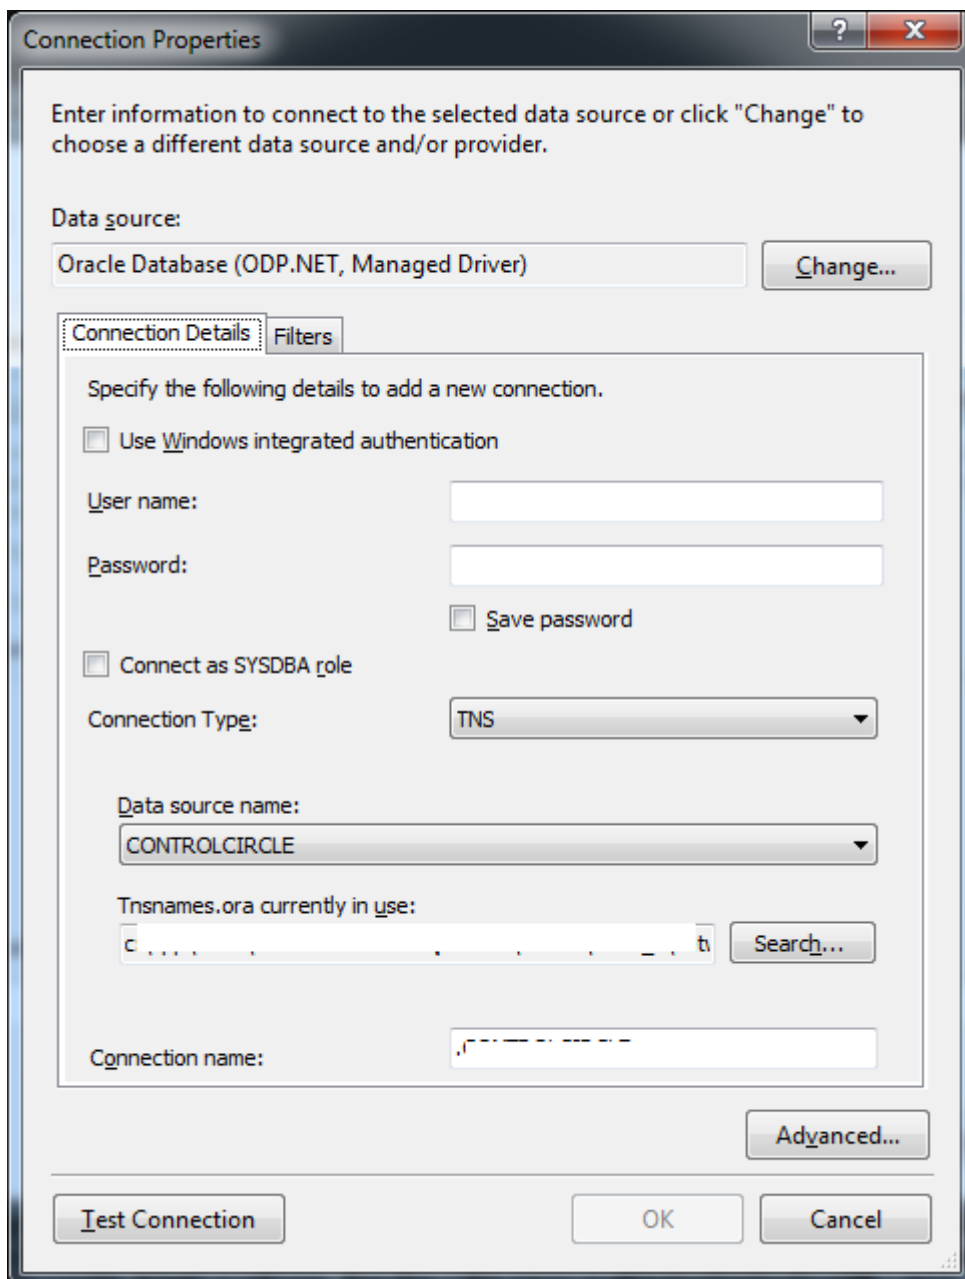 Connection Properties
Enter information to connect to the selected data source or click "Change" to
choose a different data source and/or provider.
Data source:
Oracle Database (ODP.NET, Managed Driver)
Change...
Connection Details
Filters
Specify the following details to add a new connection.
Use Windows integrated authentication
User name:
Password:
Save password
Connect as SYSDBA role
Connection Type:
TNS
Data source name:
CONTROLCIRCLE
Tnsnames.ora currently in use:
Search...
Connection name:
Advanced...
Test Connection
OK
Cancel